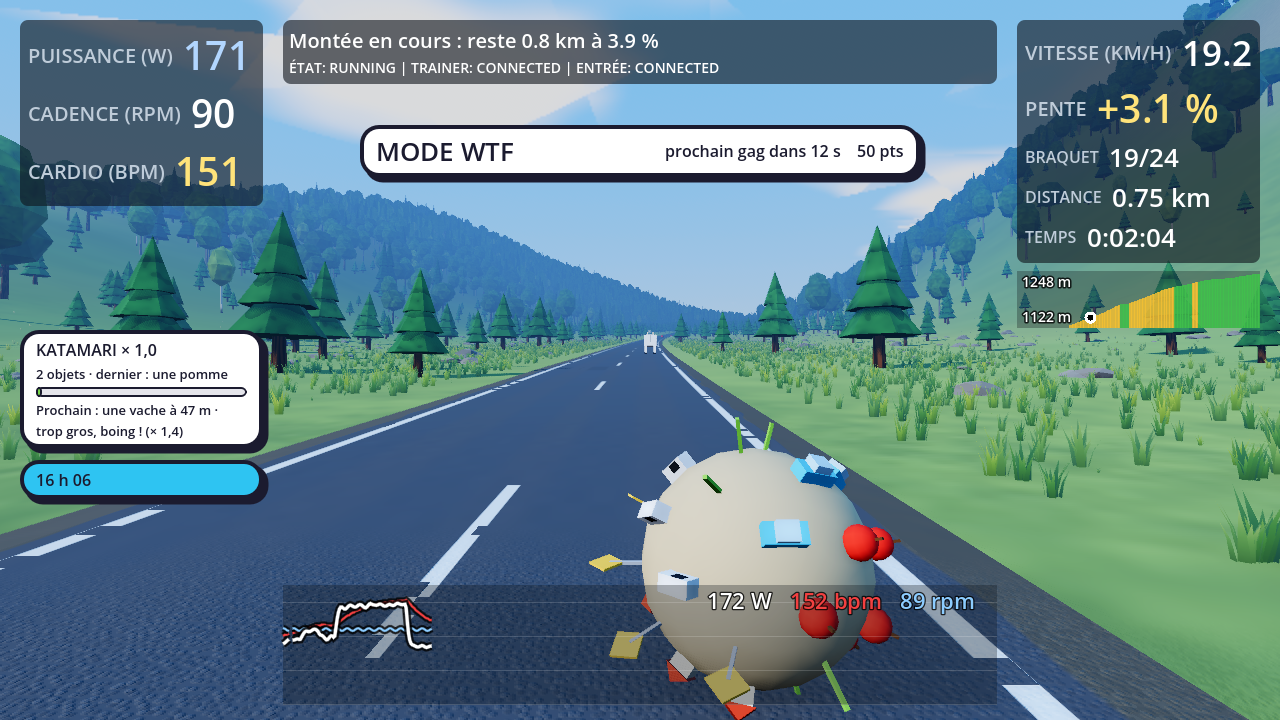 PUISSANCE (W) 171
CADENCE (RPM) 90
CARDIO (BPM) 151
Montée en cours : reste 0.8 km à 3.9 %
ÉTAT: RUNNING | TRAINER: CONNECTED | ENTRÉE: CONNECTED
MODE WTF prochain gag dans 12 s 50 pts
VITESSE (KM/H) 19.2
PENTE +3.1 %
BRAQUET 19/24
DISTANCE 0.75 km
TEMPS 0:02:04
1248 m
1122 m
KATAMARI × 1,0
2 objets · dernier : une pomme
Prochain : une vache à 47 m ·
trop gros, boing ! (× 1,4)
16 h 06
172 W 152 bpm 89 rpm